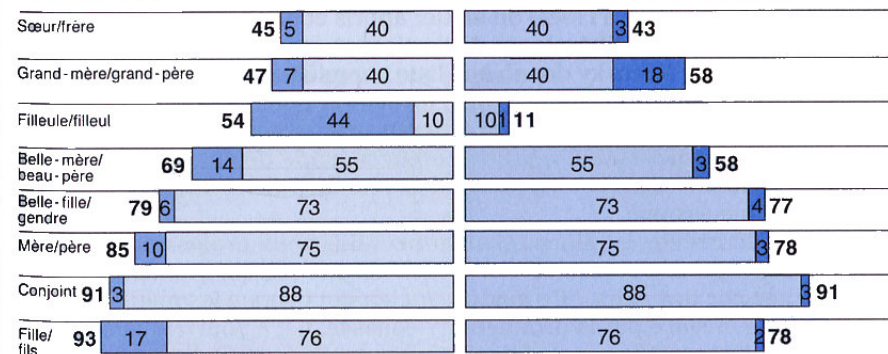 Sœur/frère 45 5 40 40 3 43
Grand-mère/grand-père 47 7 40 40 18 58
Filleule/filleul 54 44 10 10 1 11
Belle-mère/
beau-père 69 14 55 55 3 58
Belle-fille/
gendre 79 6 73 73 4 77
Mère/père 85 10 75 75 3 78
Conjoint 91 3 88 88 3 91
Fille/
fils 93 17 76 76 2 78